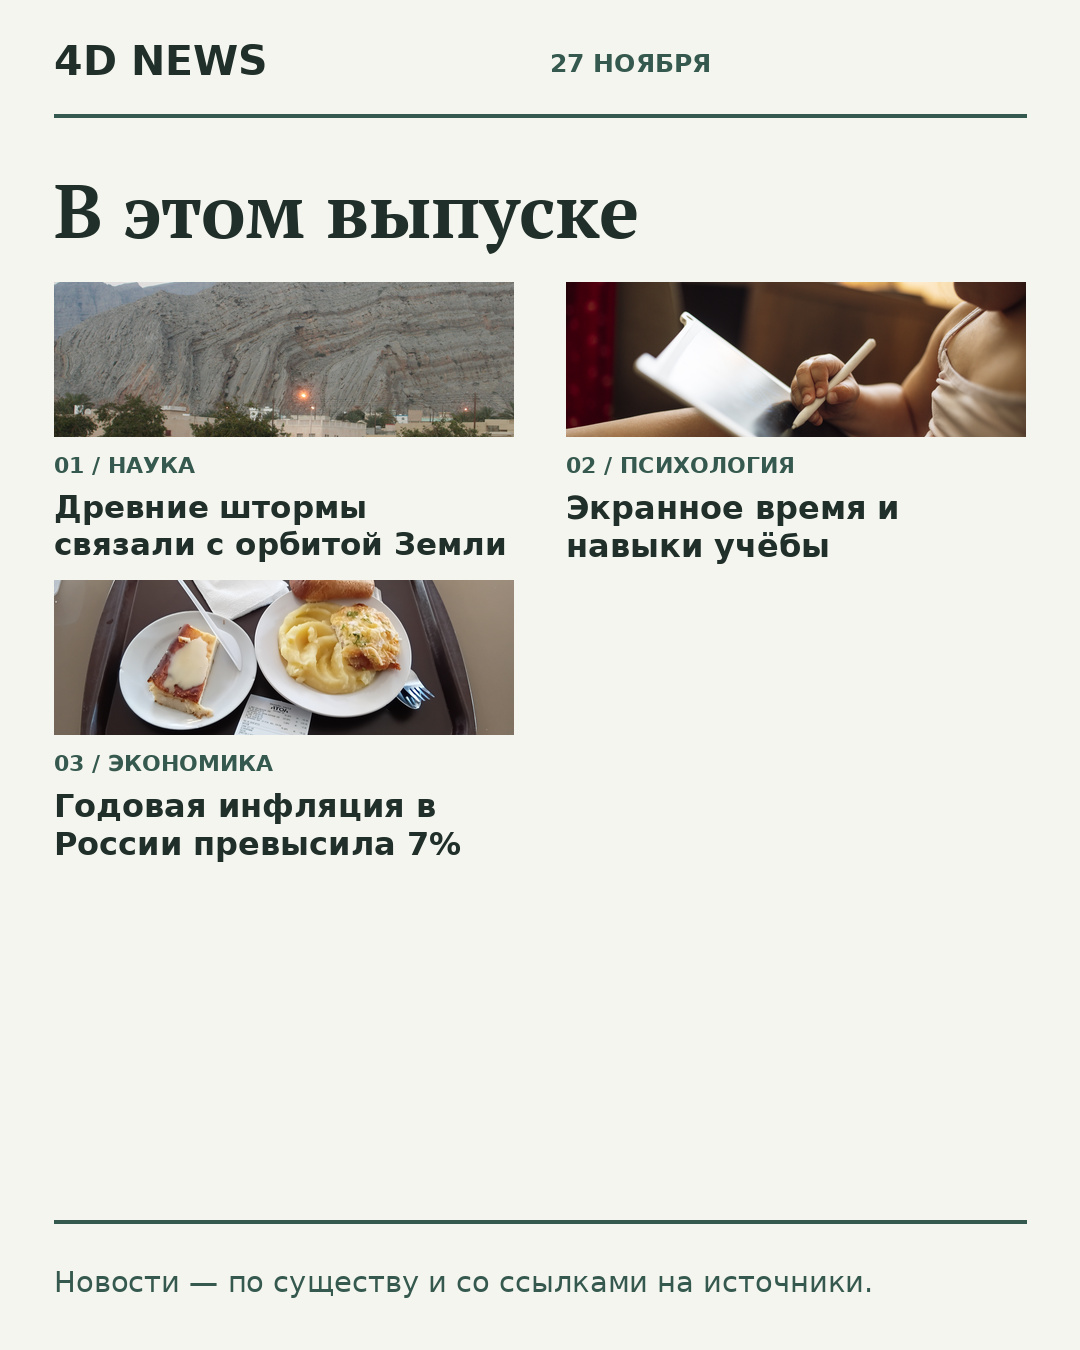 4D NEWS
27 НОЯБРЯ
В этом выпуске
01 / НАУКА
Древние штормы
связали с орбитой Земли
02 / ПСИХОЛОГИЯ
Экранное время и
навыки учёбы
03 / ЭКОНОМИКА
Годовая инфляция в
России превысила 7%
Новости — по существу и со ссылками на источники.